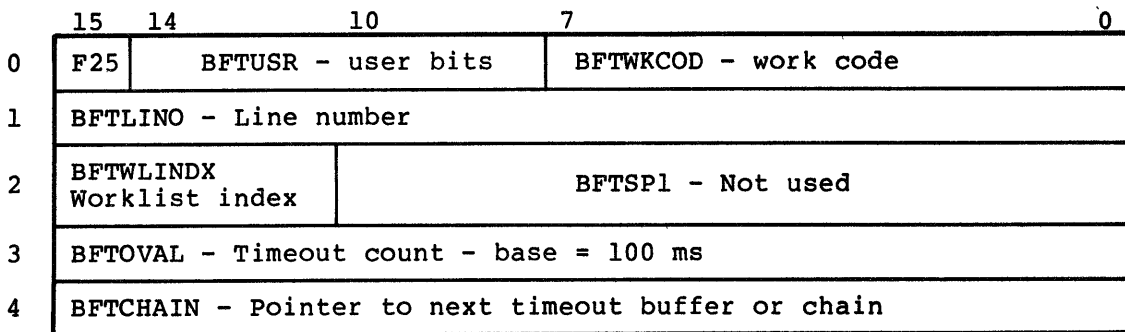 15 14 10 7 0
0 F25 BFTUSR - user bits BFTWKCOD - work code
1 BFTLINO - Line number
2 BFTWLINDX
Worklist index BFTSP1 - Not used
3 BFTOVAL - Timeout count - base = 100 ms
4 BFTCHAIN - Pointer to next timeout buffer or chain